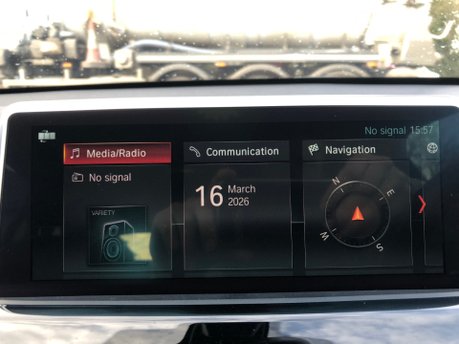 No signal 15:57
Media/Radio
Communication
Navigation
No signal
16 March
2026
VARIETY
N
E
W
S